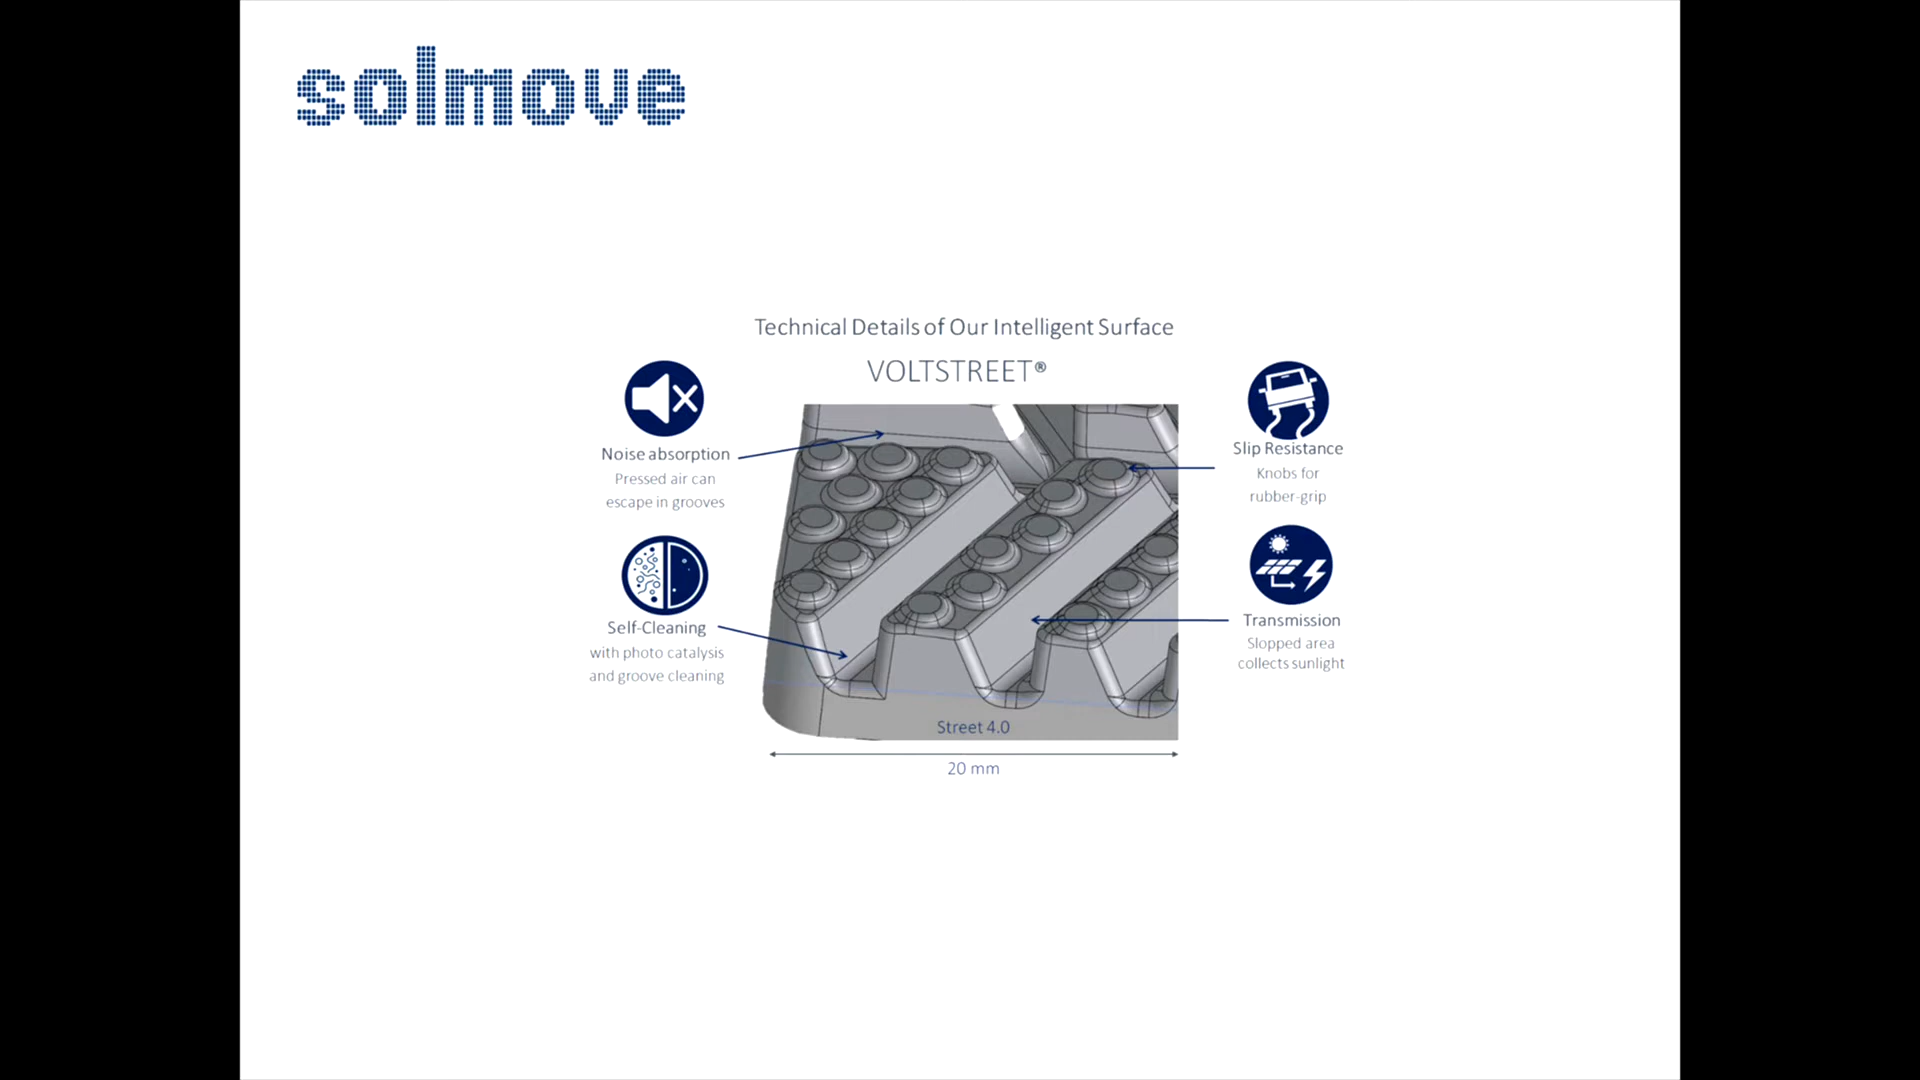 solmove
Technical Details of Our Intelligent Surface
VOLTSTREET®
Noise absorption
Pressed air can
escape in grooves
Self-Cleaning
with photo catalysis
and groove cleaning
Slip Resistance
Knobs for
rubber-grip
Transmission
Slopped area
collects sunlight
Street 4.0
20 mm